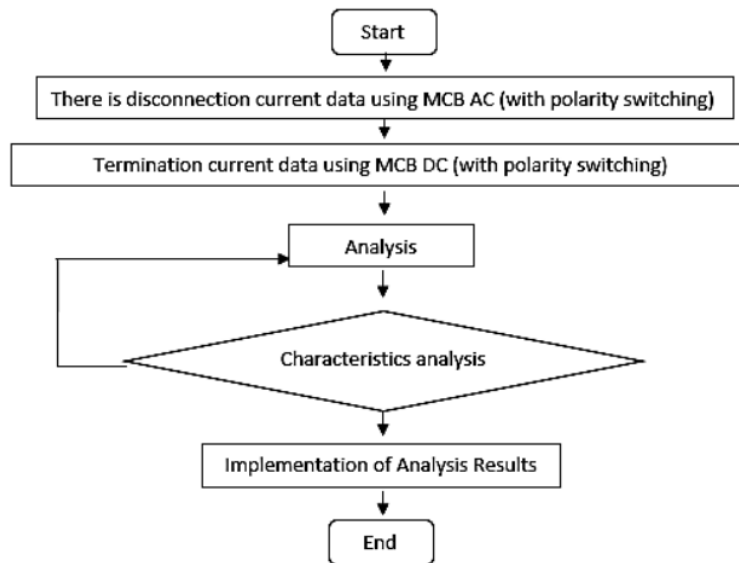 Start
There is disconnection current data using MCB AC (with polarity switching)
Termination current data using MCB DC (with polarity switching)
Analysis
Characteristics analysis
Implementation of Analysis Results
End